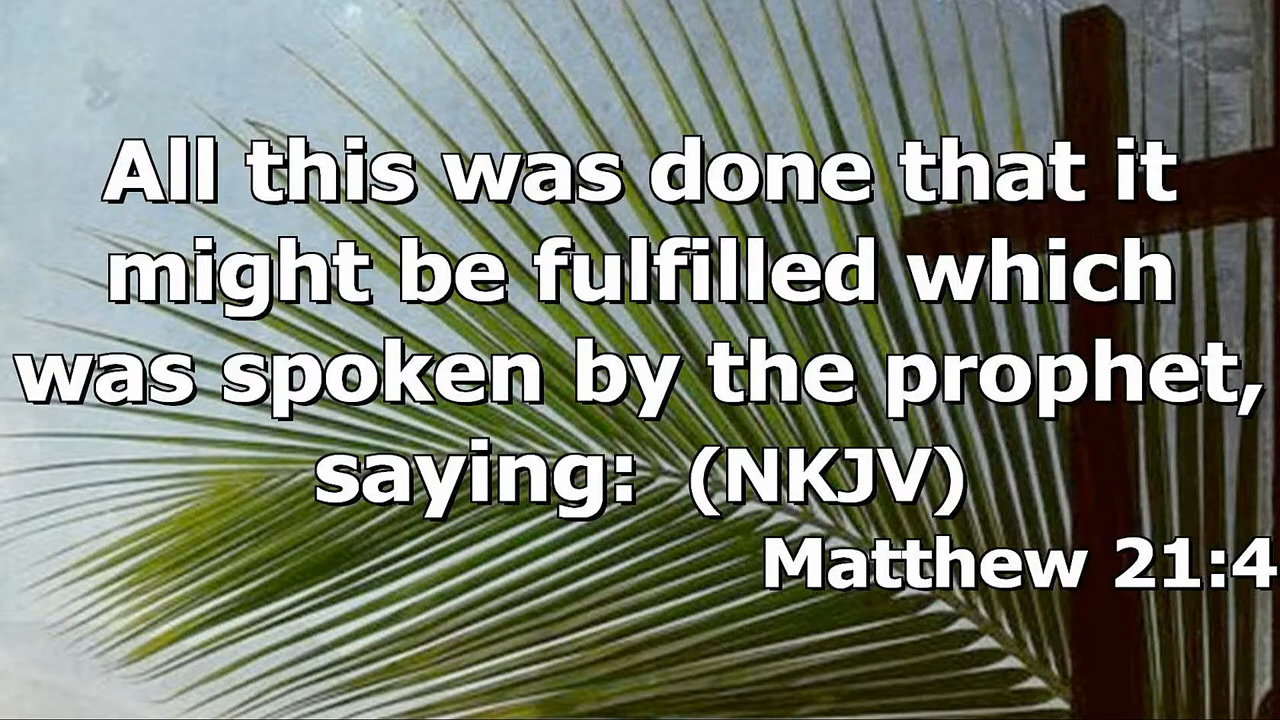 All this was done that it
might be fulfilled which
was spoken by the prophet,
saying: (NKJV)
Matthew 21:4